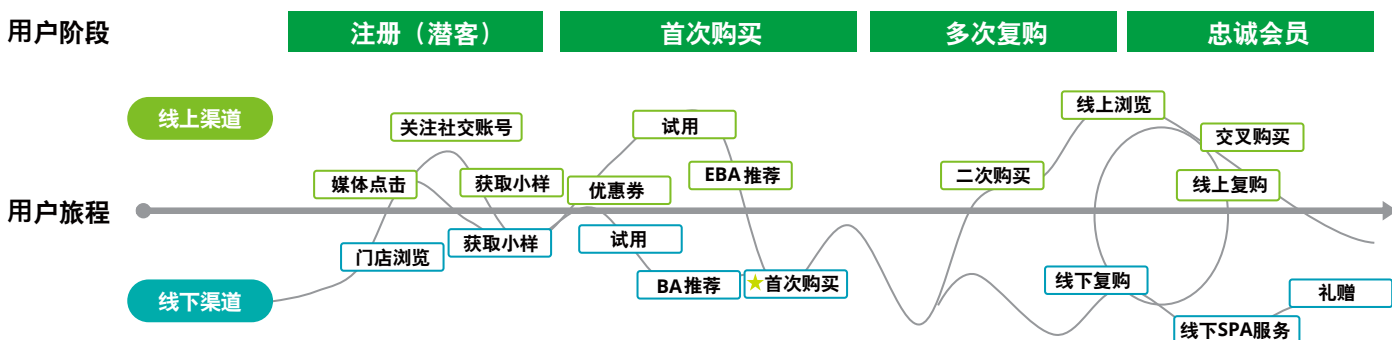 用户阶段
注册（潜客）
首次购买
多次复购
忠诚会员
线上渠道
关注社交账号
试用
线上浏览
交叉购买
媒体点击
获取小样
优惠券
EBA推荐
二次购买
线上复购
用户旅程
门店浏览
获取小样
试用
BA推荐
首次购买
线下复购
礼赠
线下渠道
线下SPA服务